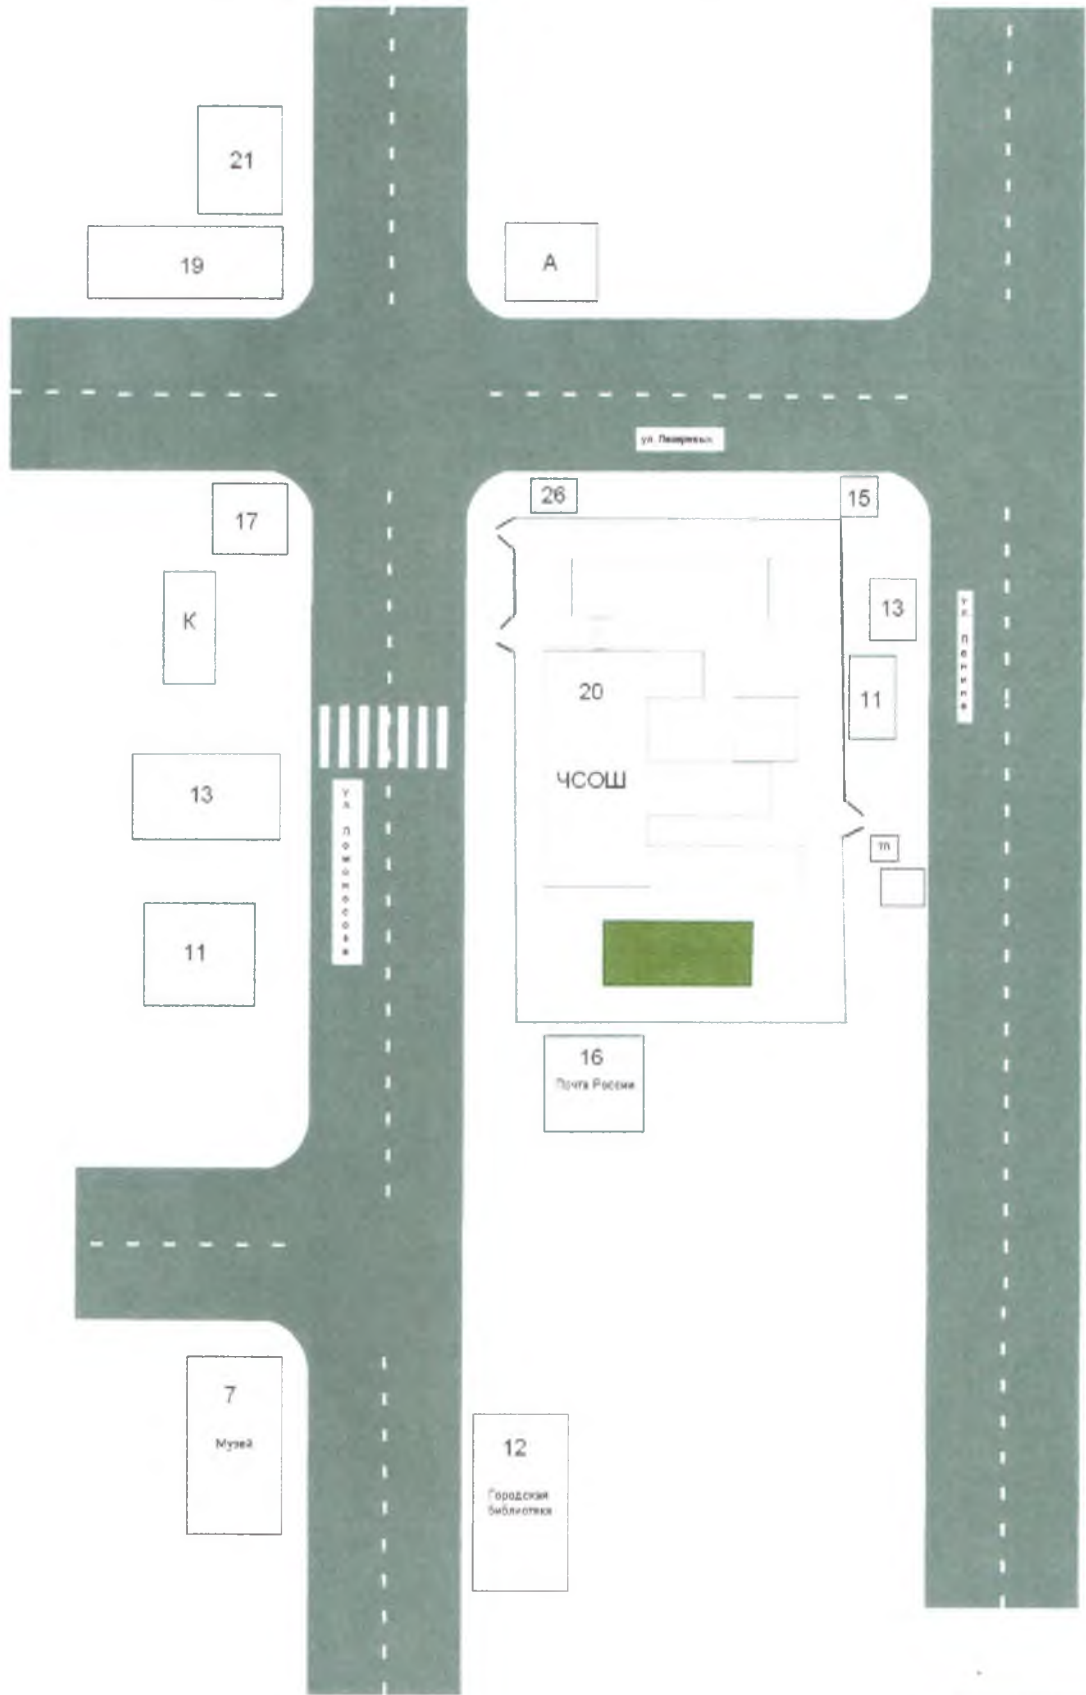 21
19
А
ул. Лазаревых
26
15
17
13
К
ул. Ленина
20
11
ЧСОШ
13
ул. Ломоносова
тп
11
16
Почта России
7
Музей
12
Городская
библиотека